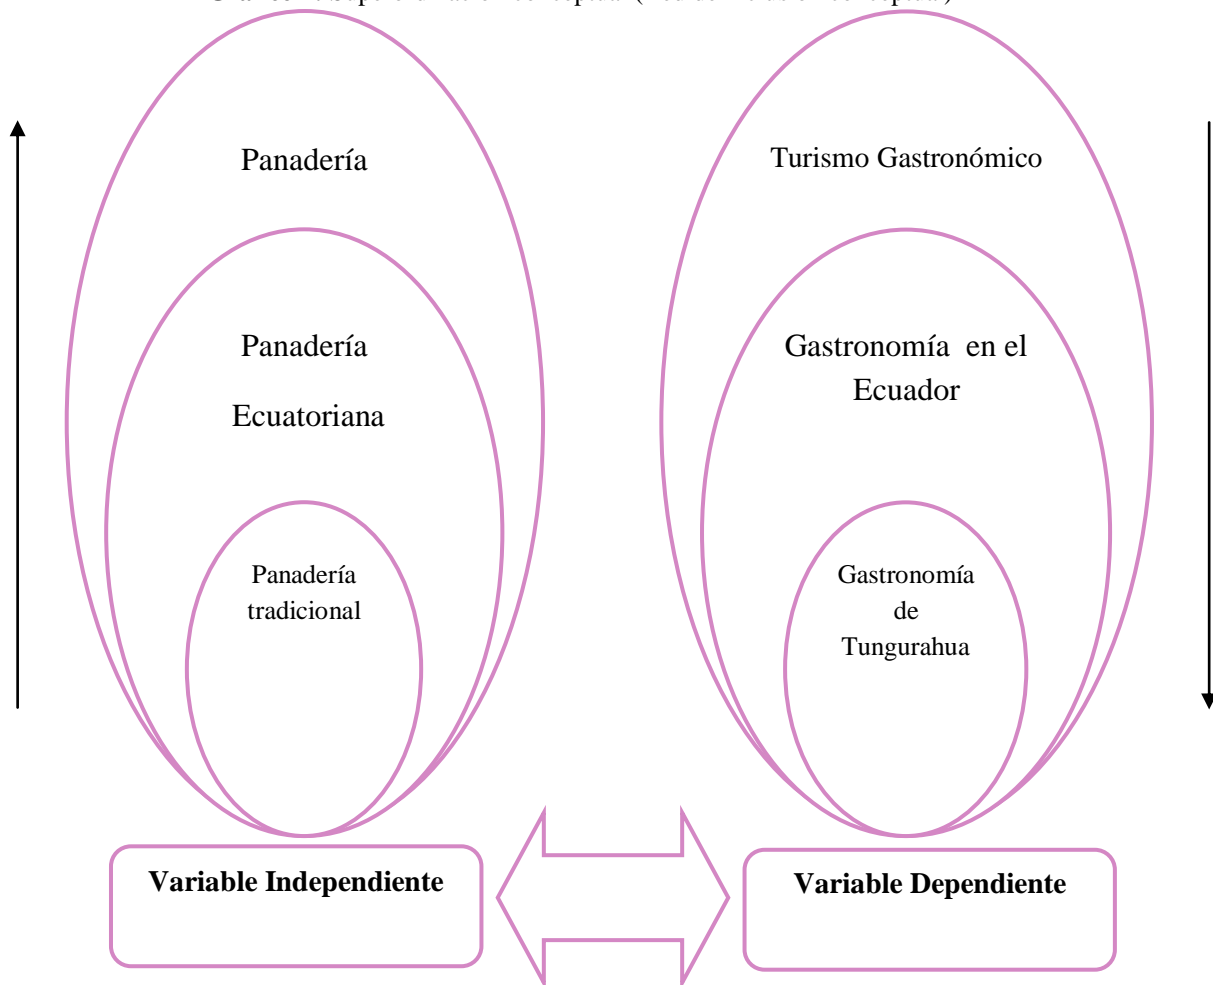 Panadería
Turismo Gastronómico
Panadería
Ecuatoriana
Gastronomía en el
Ecuador
Panadería
tradicional
Gastronomía
de
Tungurahua
Variable Independiente
Variable Dependiente